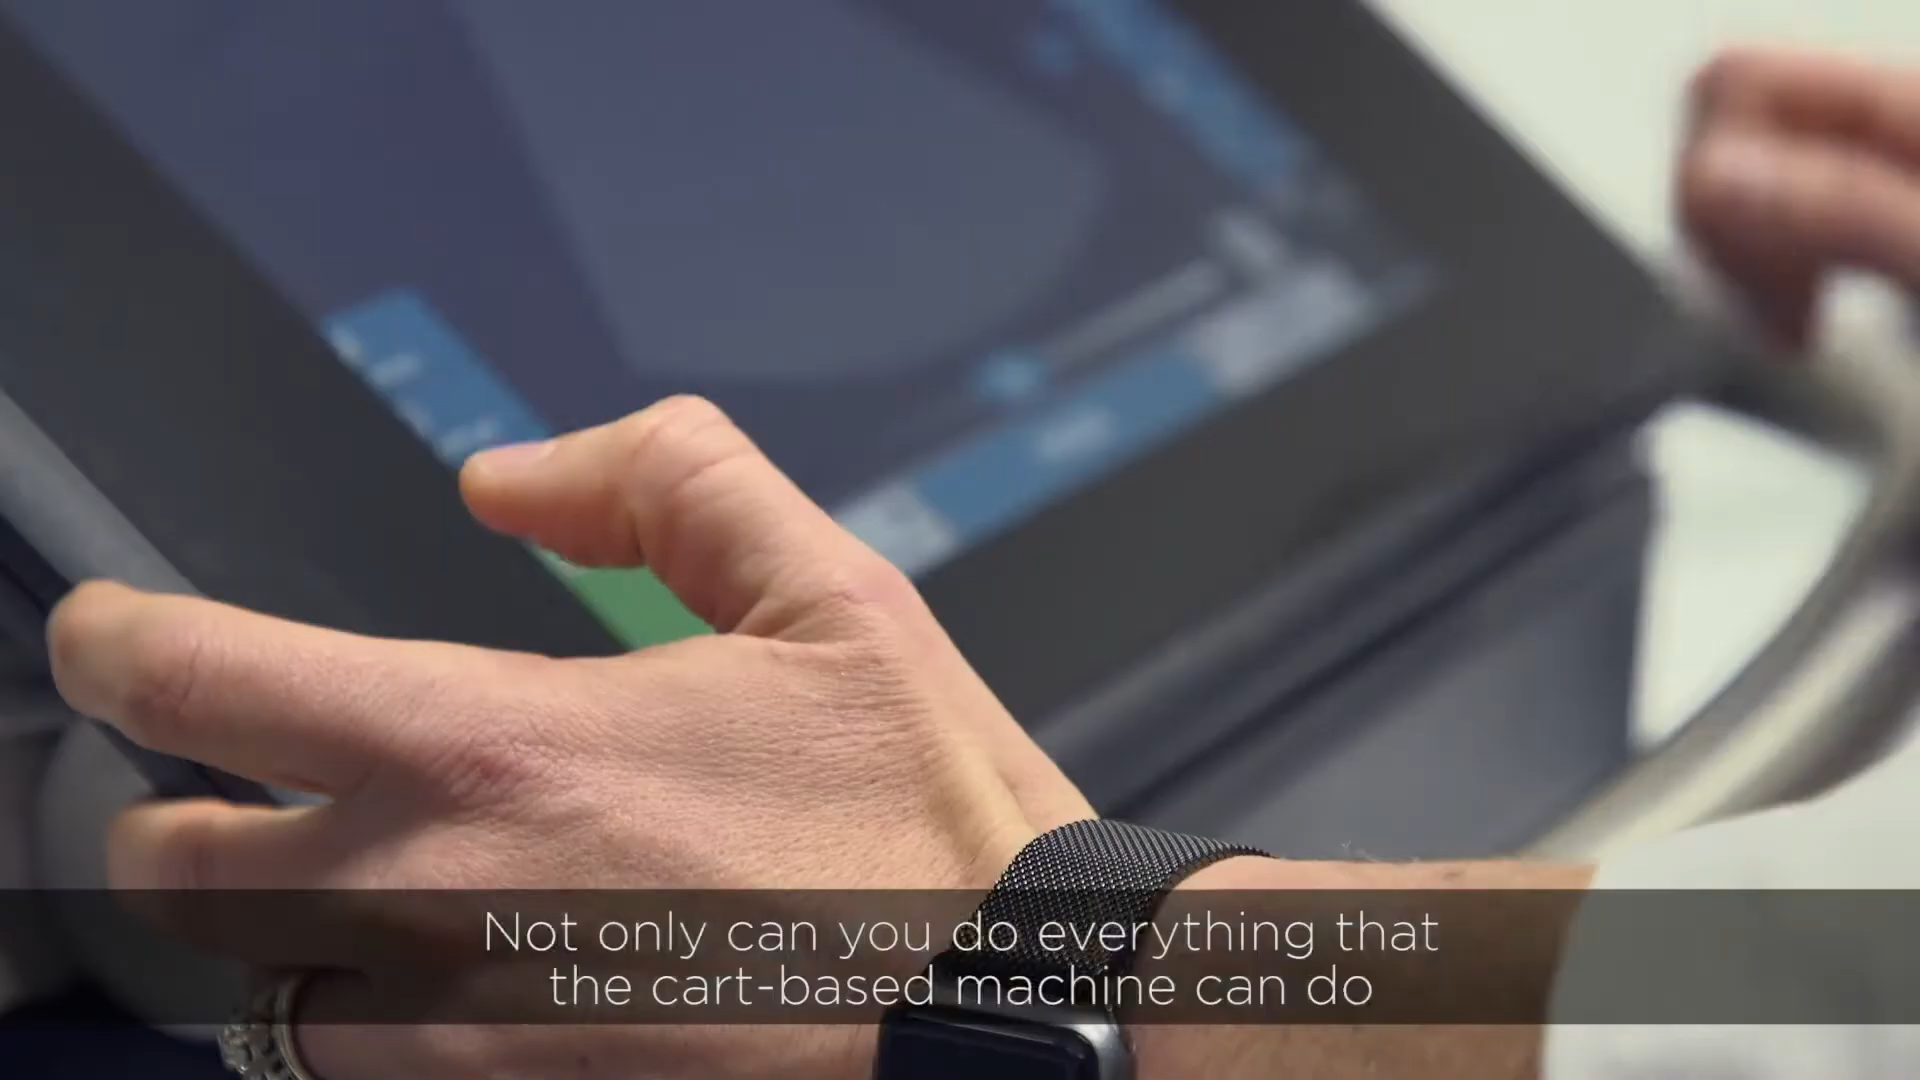 Not only can you do everything that
the cart-based machine can do